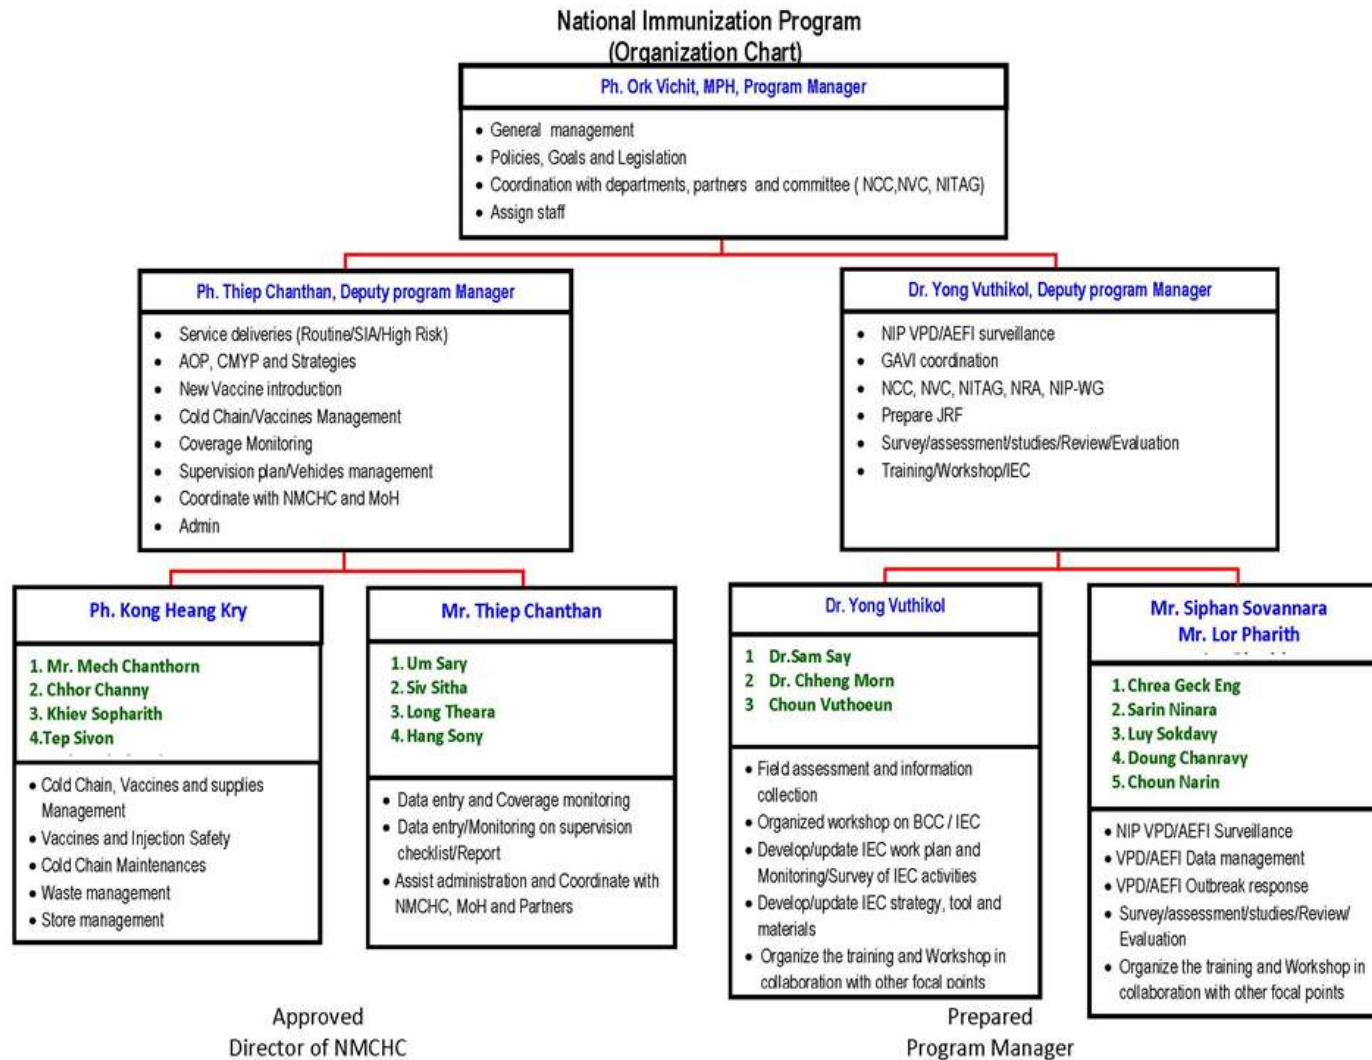 National Immunization Program
(Organization Chart)
Ph. Ork Vichit, MPH, Program Manager
• General management
• Policies, Goals and Legislation
• Coordination with departments, partners and committee ( NCC,NVC, NITAG)
• Assign staff
Ph. Thiep Chanthan, Deputy program Manager
• Service deliveries (Routine/SIA/High Risk)
• AOP, CMYP and Strategies
• New Vaccine introduction
• Cold Chain/Vaccines Management
• Coverage Monitoring
• Supervision plan/Vehicles management
• Coordinate with NMCHC and MoH
• Admin
Dr. Yong Vuthikol, Deputy program Manager
• NIP VPD/AEFI surveillance
• GAVI coordination
• NCC, NVC, NITAG, NRA, NIP-WG
• Prepare JRF
• Survey/assessment/studies/Review/Evaluation
• Training/Workshop/IEC
Ph. Kong Heang Kry
1. Mr. Mech Chanthorn
2. Chhor Channy
3. Khiev Sopharith
4.Tep Sivon
• Cold Chain, Vaccines and supplies
Management
• Vaccines and Injection Safety
• Cold Chain Maintenances
• Waste management
• Store management
Mr. Thiep Chanthan
1. Um Sary
2. Siv Sitha
3. Long Theara
4. Hang Sony
• Data entry and Coverage monitoring
• Data entry/Monitoring on supervision
checklist/Report
• Assist administration and Coordinate with
NMCHC, MoH and Partners
Dr. Yong Vuthikol
1 Dr.Sam Say
2 Dr. Chheng Morn
3 Choun Vuthoeun
• Field assessment and information
collection
• Organized workshop on BCC / IEC
• Develop/update IEC work plan and
Monitoring/Survey of IEC activities
• Develop/update IEC strategy, tool and
materials
• Organize the training and Workshop in
collaboration with other focal points
Mr. Siphan Sovannara
Mr. Lor Pharith
1. Chrea Geck Eng
2. Sarin Ninara
3. Luy Sokdavy
4. Doung Chanravy
5. Choun Narin
• NIP VPD/AEFI Surveillance
• VPD/AEFI Data management
• VPD/AEFI Outbreak response
• Survey/assessment/studies/Review/
Evaluation
• Organize the training and Workshop in
collaboration with other focal points
Approved
Director of NMCHC
Prepared
Program Manager